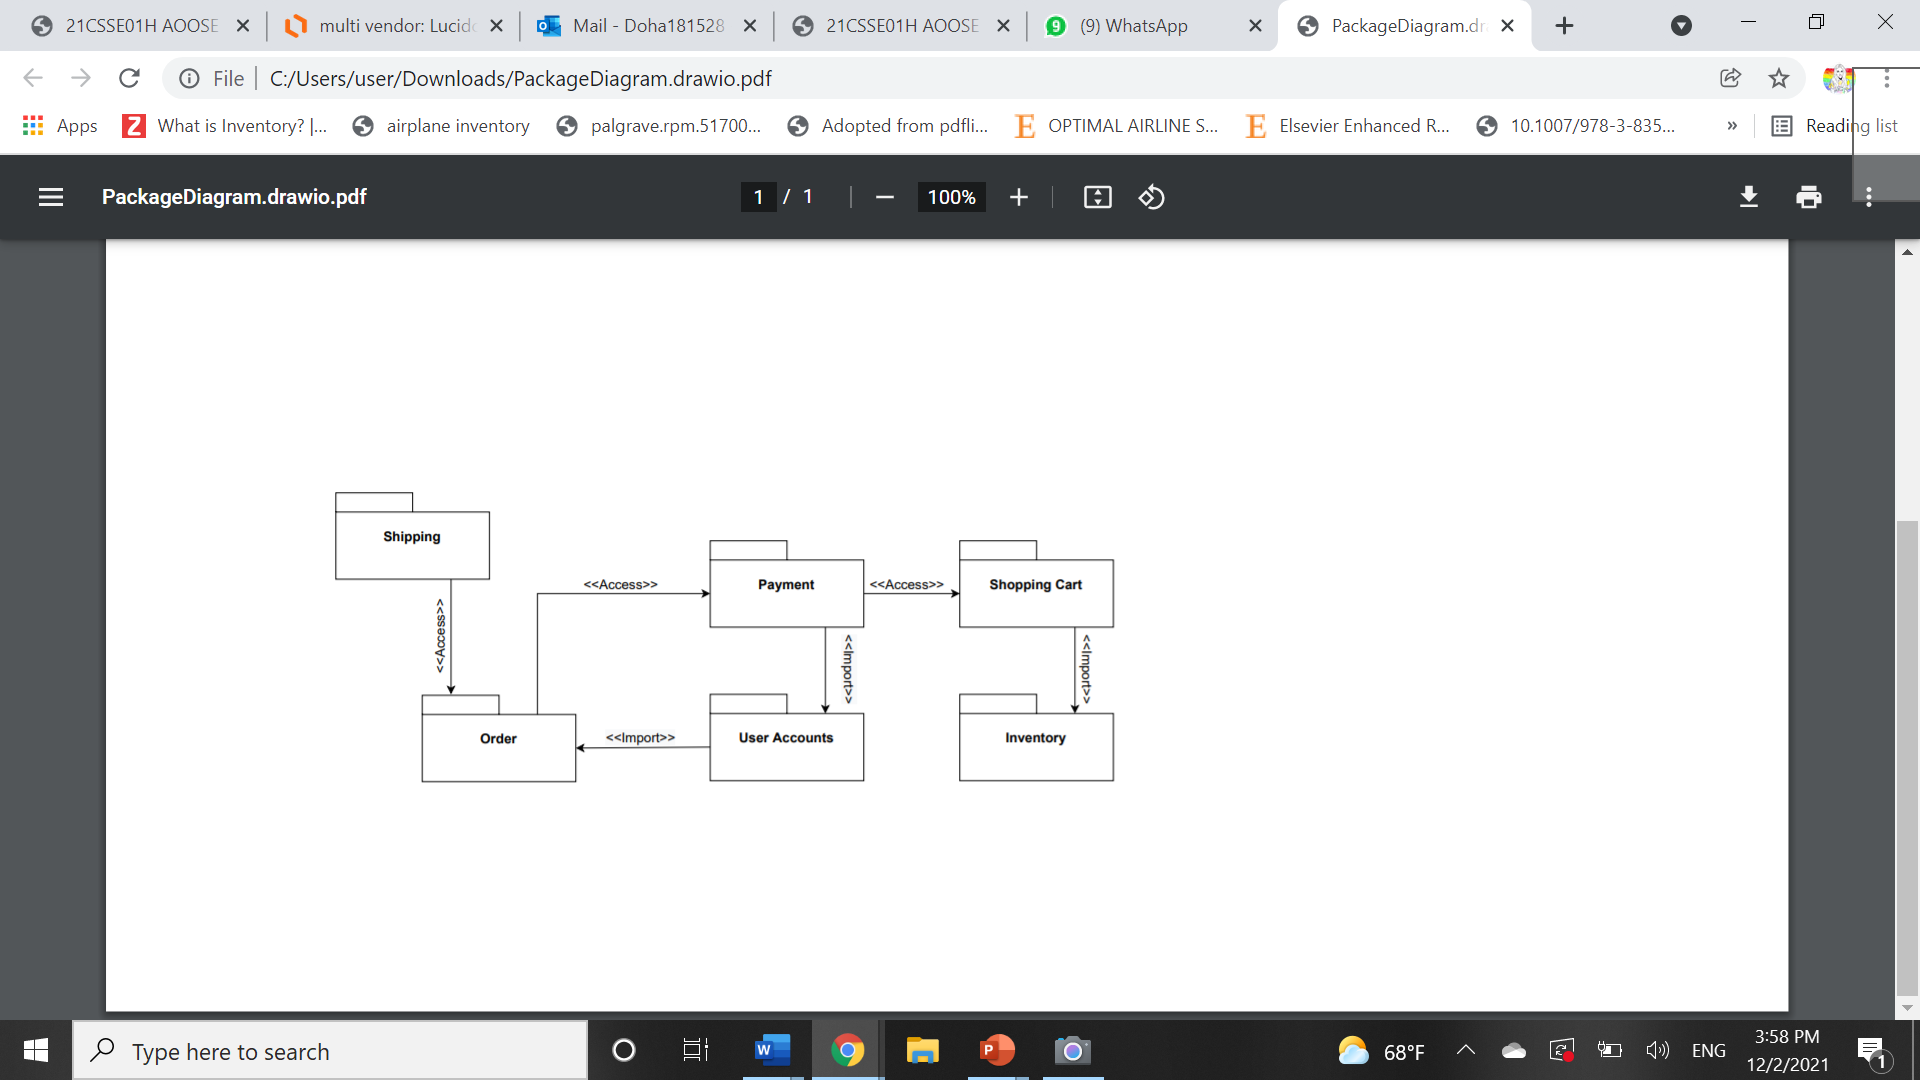 21CSSE01H AOOSE
multi vendor: Lucid
Mail - Doha181528
21CSSE01H AOOSE
9
(9) WhatsApp
PackageDiagram.dr
File
C:/Users/user/Downloads/PackageDiagram.drawio.pdf
Apps
Z
What is Inventory? |...
airplane inventory
palgrave.rpm.51700...
Adopted from pdfli...
E
OPTIMAL AIRLINE S...
E
Elsevier Enhanced R...
10.1007/978-3-835...
»
Reading list
PackageDiagram.drawio.pdf
1 / 1
100%
Shipping
<<Access>>
Payment
<<Access>>
Shopping Cart
<<Access>>
<<Import>>
<<Import>>
Order
<<Import>>
User Accounts
Inventory
Type here to search
W
P
68°F
ENG
3:58 PM
12/2/2021
1